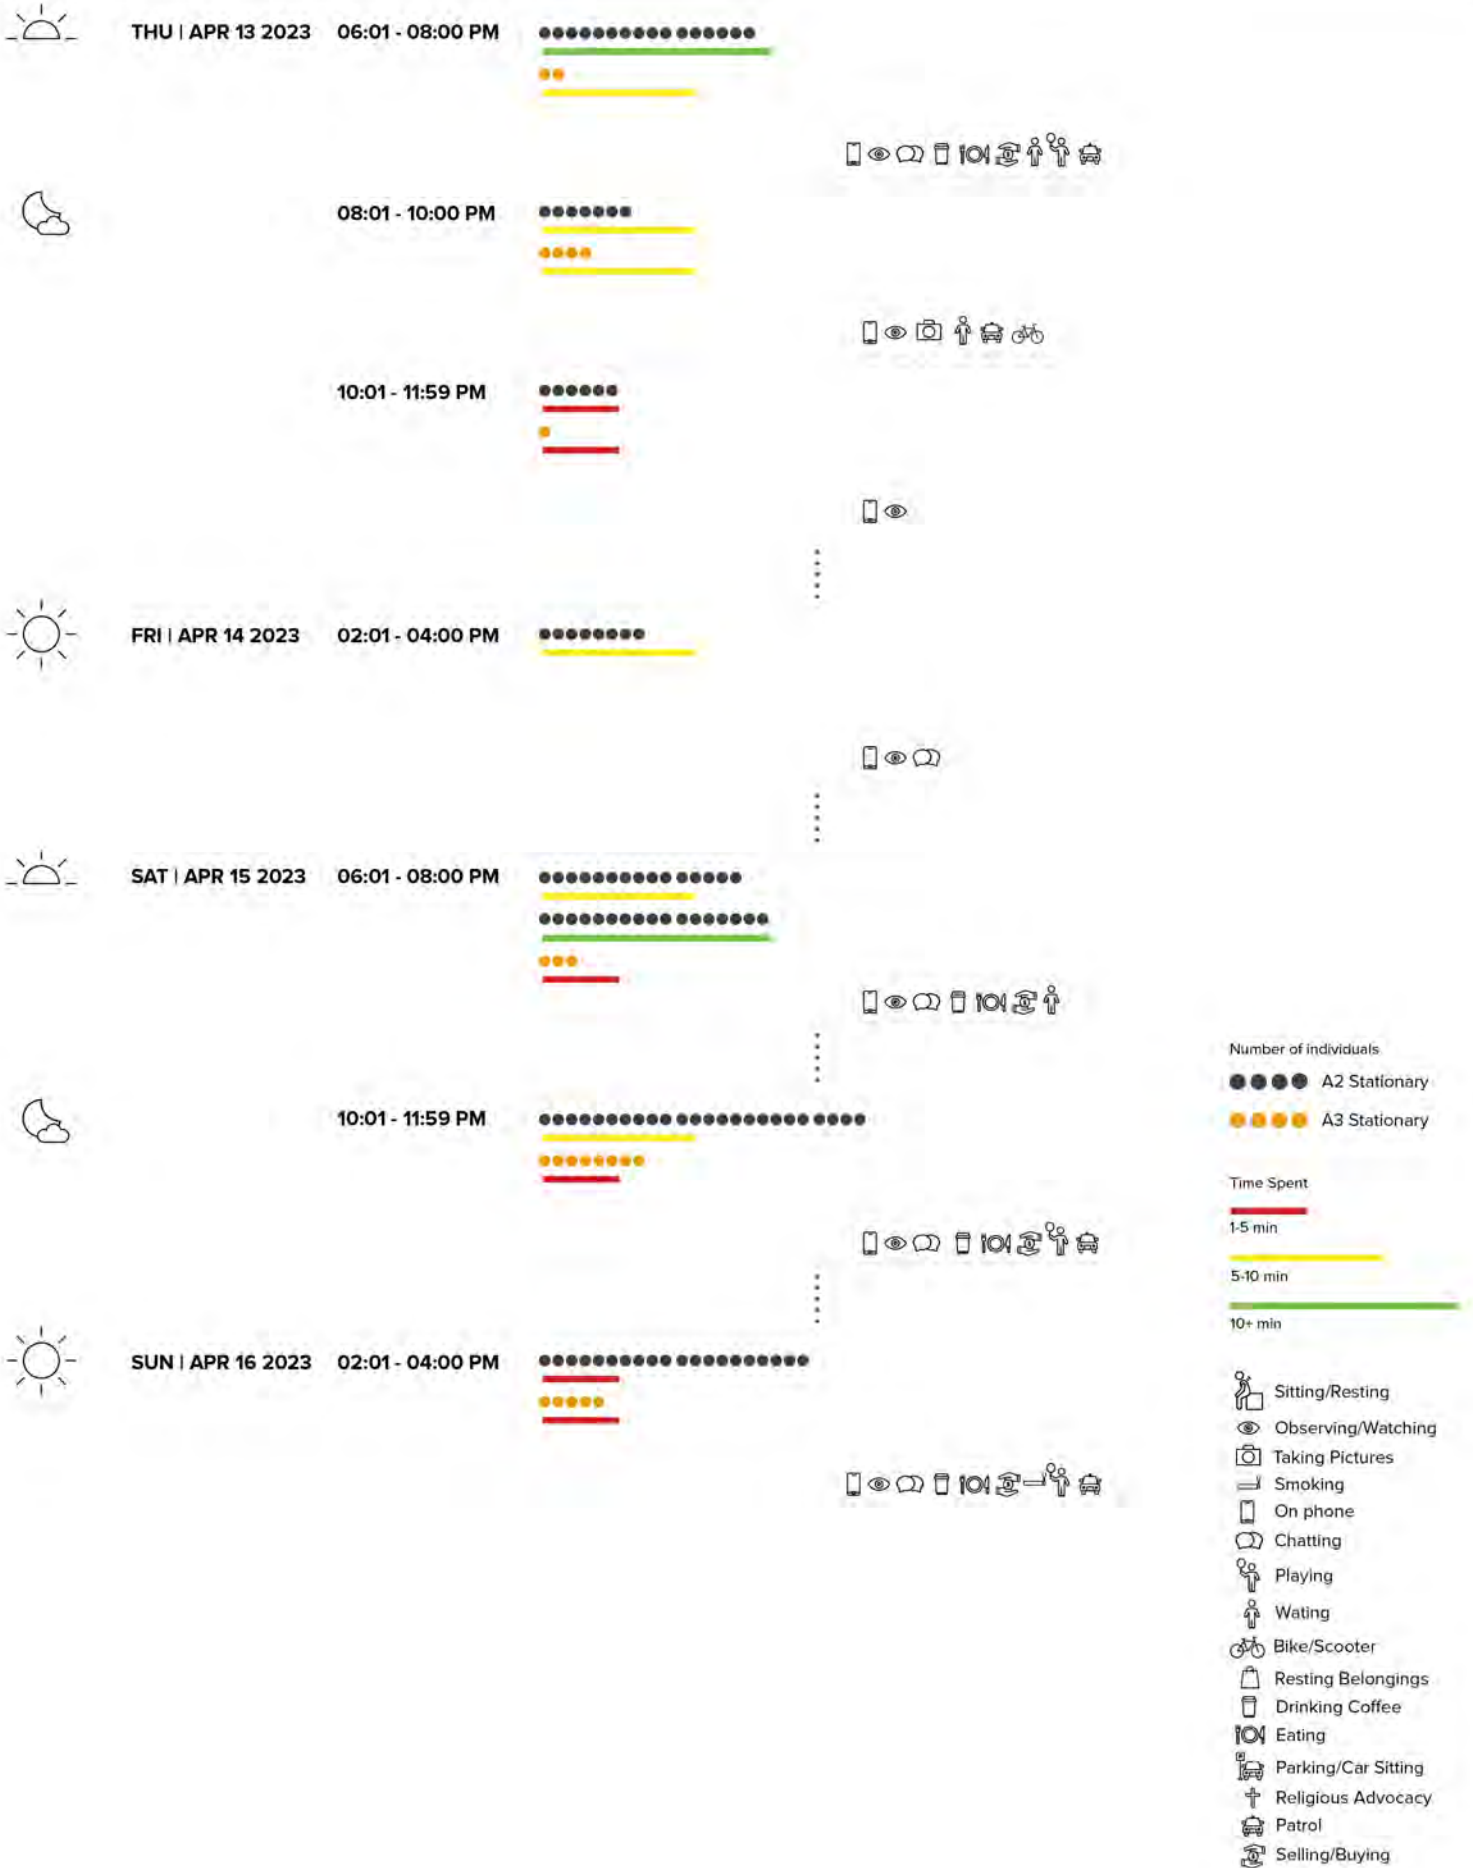 THU | APR 13 2023 06:01 - 08:00 PM
08:01 - 10:00 PM
10:01 - 11:59 PM
FRI | APR 14 2023 02:01 - 04:00 PM
SAT | APR 15 2023 06:01 - 08:00 PM
10:01 - 11:59 PM
SUN | APR 16 2023 02:01 - 04:00 PM
Number of individuals
A2 Stationary
A3 Stationary
Time Spent
1-5 min
5-10 min
10+ min
Sitting/Resting
Observing/Watching
Taking Pictures
Smoking
On phone
Chatting
Playing
Wating
Bike/Scooter
Resting Belongings
Drinking Coffee
Eating
Parking/Car Sitting
Religious Advocacy
Patrol
Selling/Buying